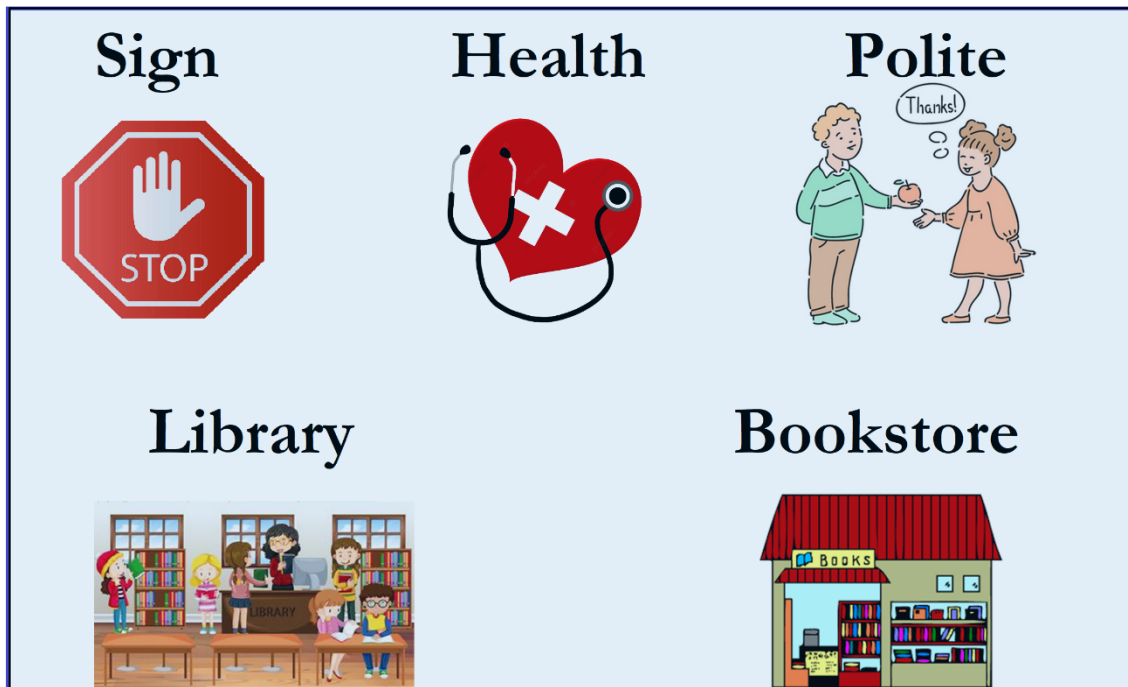 Sign
Health
Polite
STOP
Thanks!
Library
Bookstore
LIBRARY
BOOKS